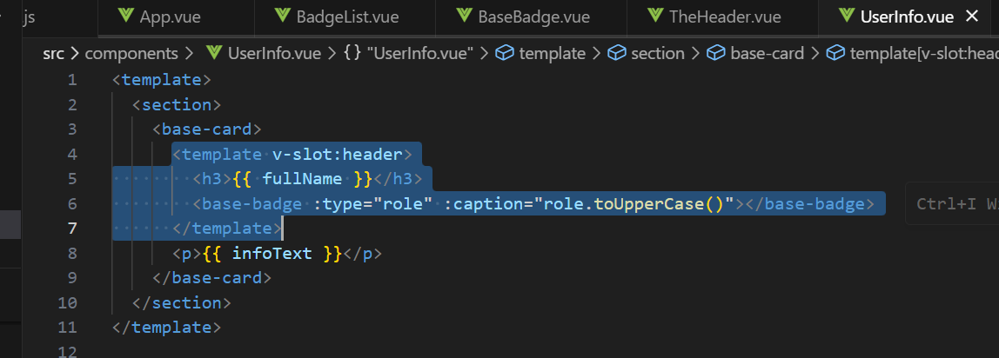 .js App.vue BadgeList.vue BaseBadge.vue TheHeader.vue UserInfo.vue
src > components > UserInfo.vue > {} "UserInfo.vue" > template > section > base-card > template[v-slot:hea
1 <template>
2 <section>
3 <base-card>
4 <template v-slot:header>
5 <h3>{{ fullName }}</h3>
6 <base-badge :type="role" :caption="role.toUpperCase()"></base-badge> Ctrl+I W
7 </template>
8 <p>{{ infoText }}</p>
9 </base-card>
10 </section>
11 </template>
12